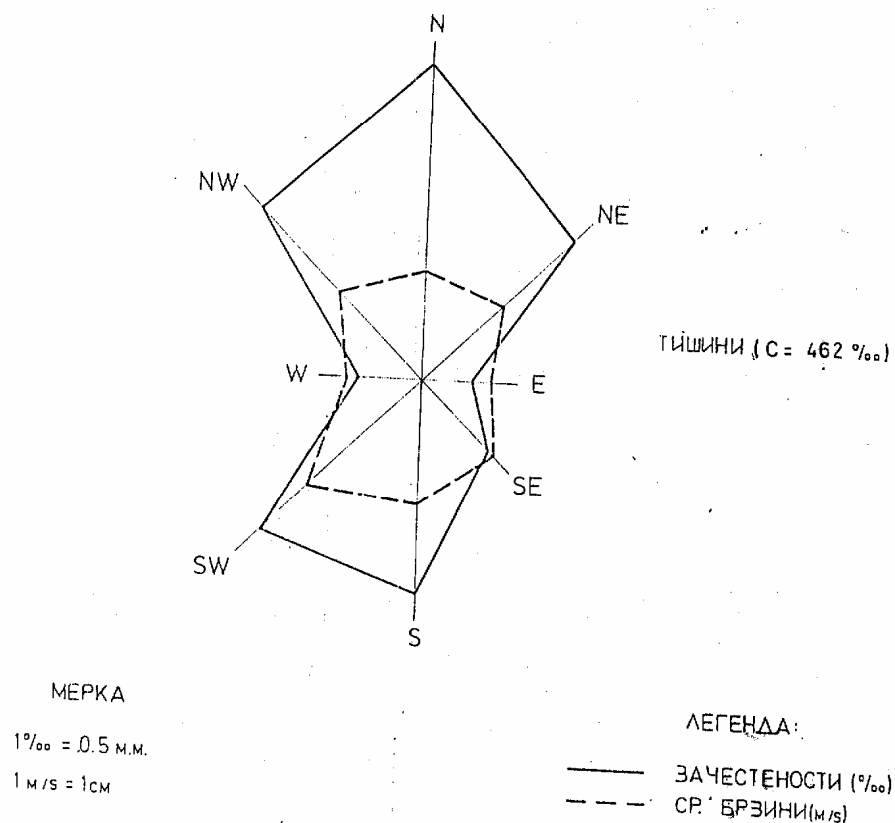 N
NW
NE
ТИШИНИ (C = 462 ‰)
W
E
SE
SW
S
МЕРКА
1‰ = 0.5 м.м.
1 м/s = 1см
ЛЕГЕНДА:
ЗАЧЕСТЕНОСТИ (‰)
СР. БРЗИНИ(м/s)